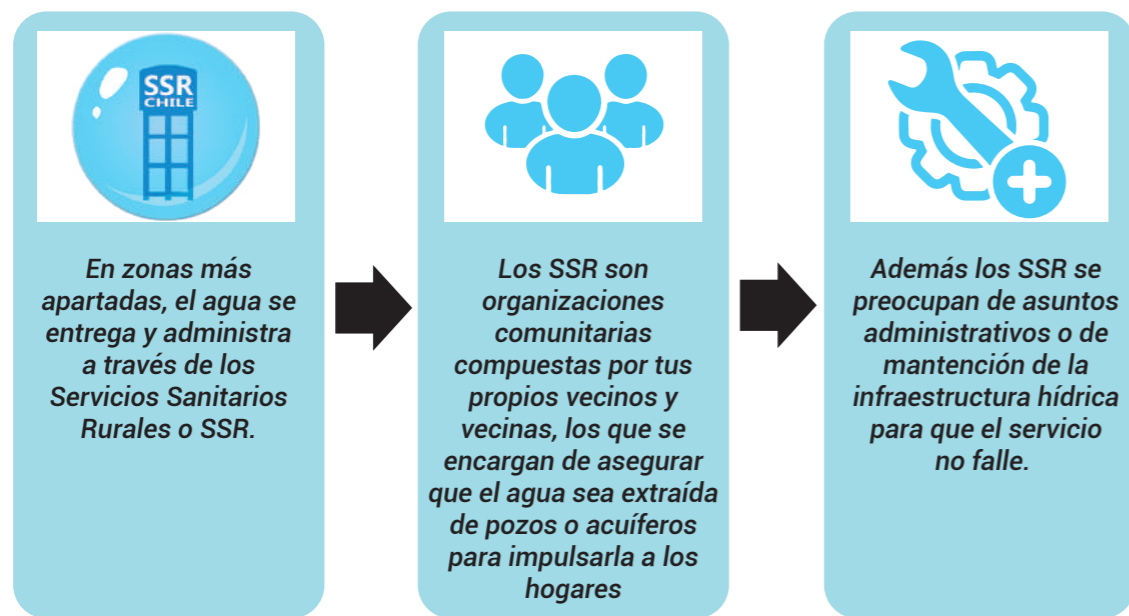 SSR
CHILE
En zonas más
apartadas, el agua se
entrega y administra
a través de los
Servicios Sanitarios
Rurales o SSR.
Los SSR son
organizaciones
comunitarias
compuestas por tus
propios vecinos y
vecinas, los que se
encargan de asegurar
que el agua sea extraída
de pozos o acuíferos
para impulsarla a los
hogares
Además los SSR se
preocupan de asuntos
administrativos o de
mantención de la
infraestructura hídrica
para que el servicio
no falle.